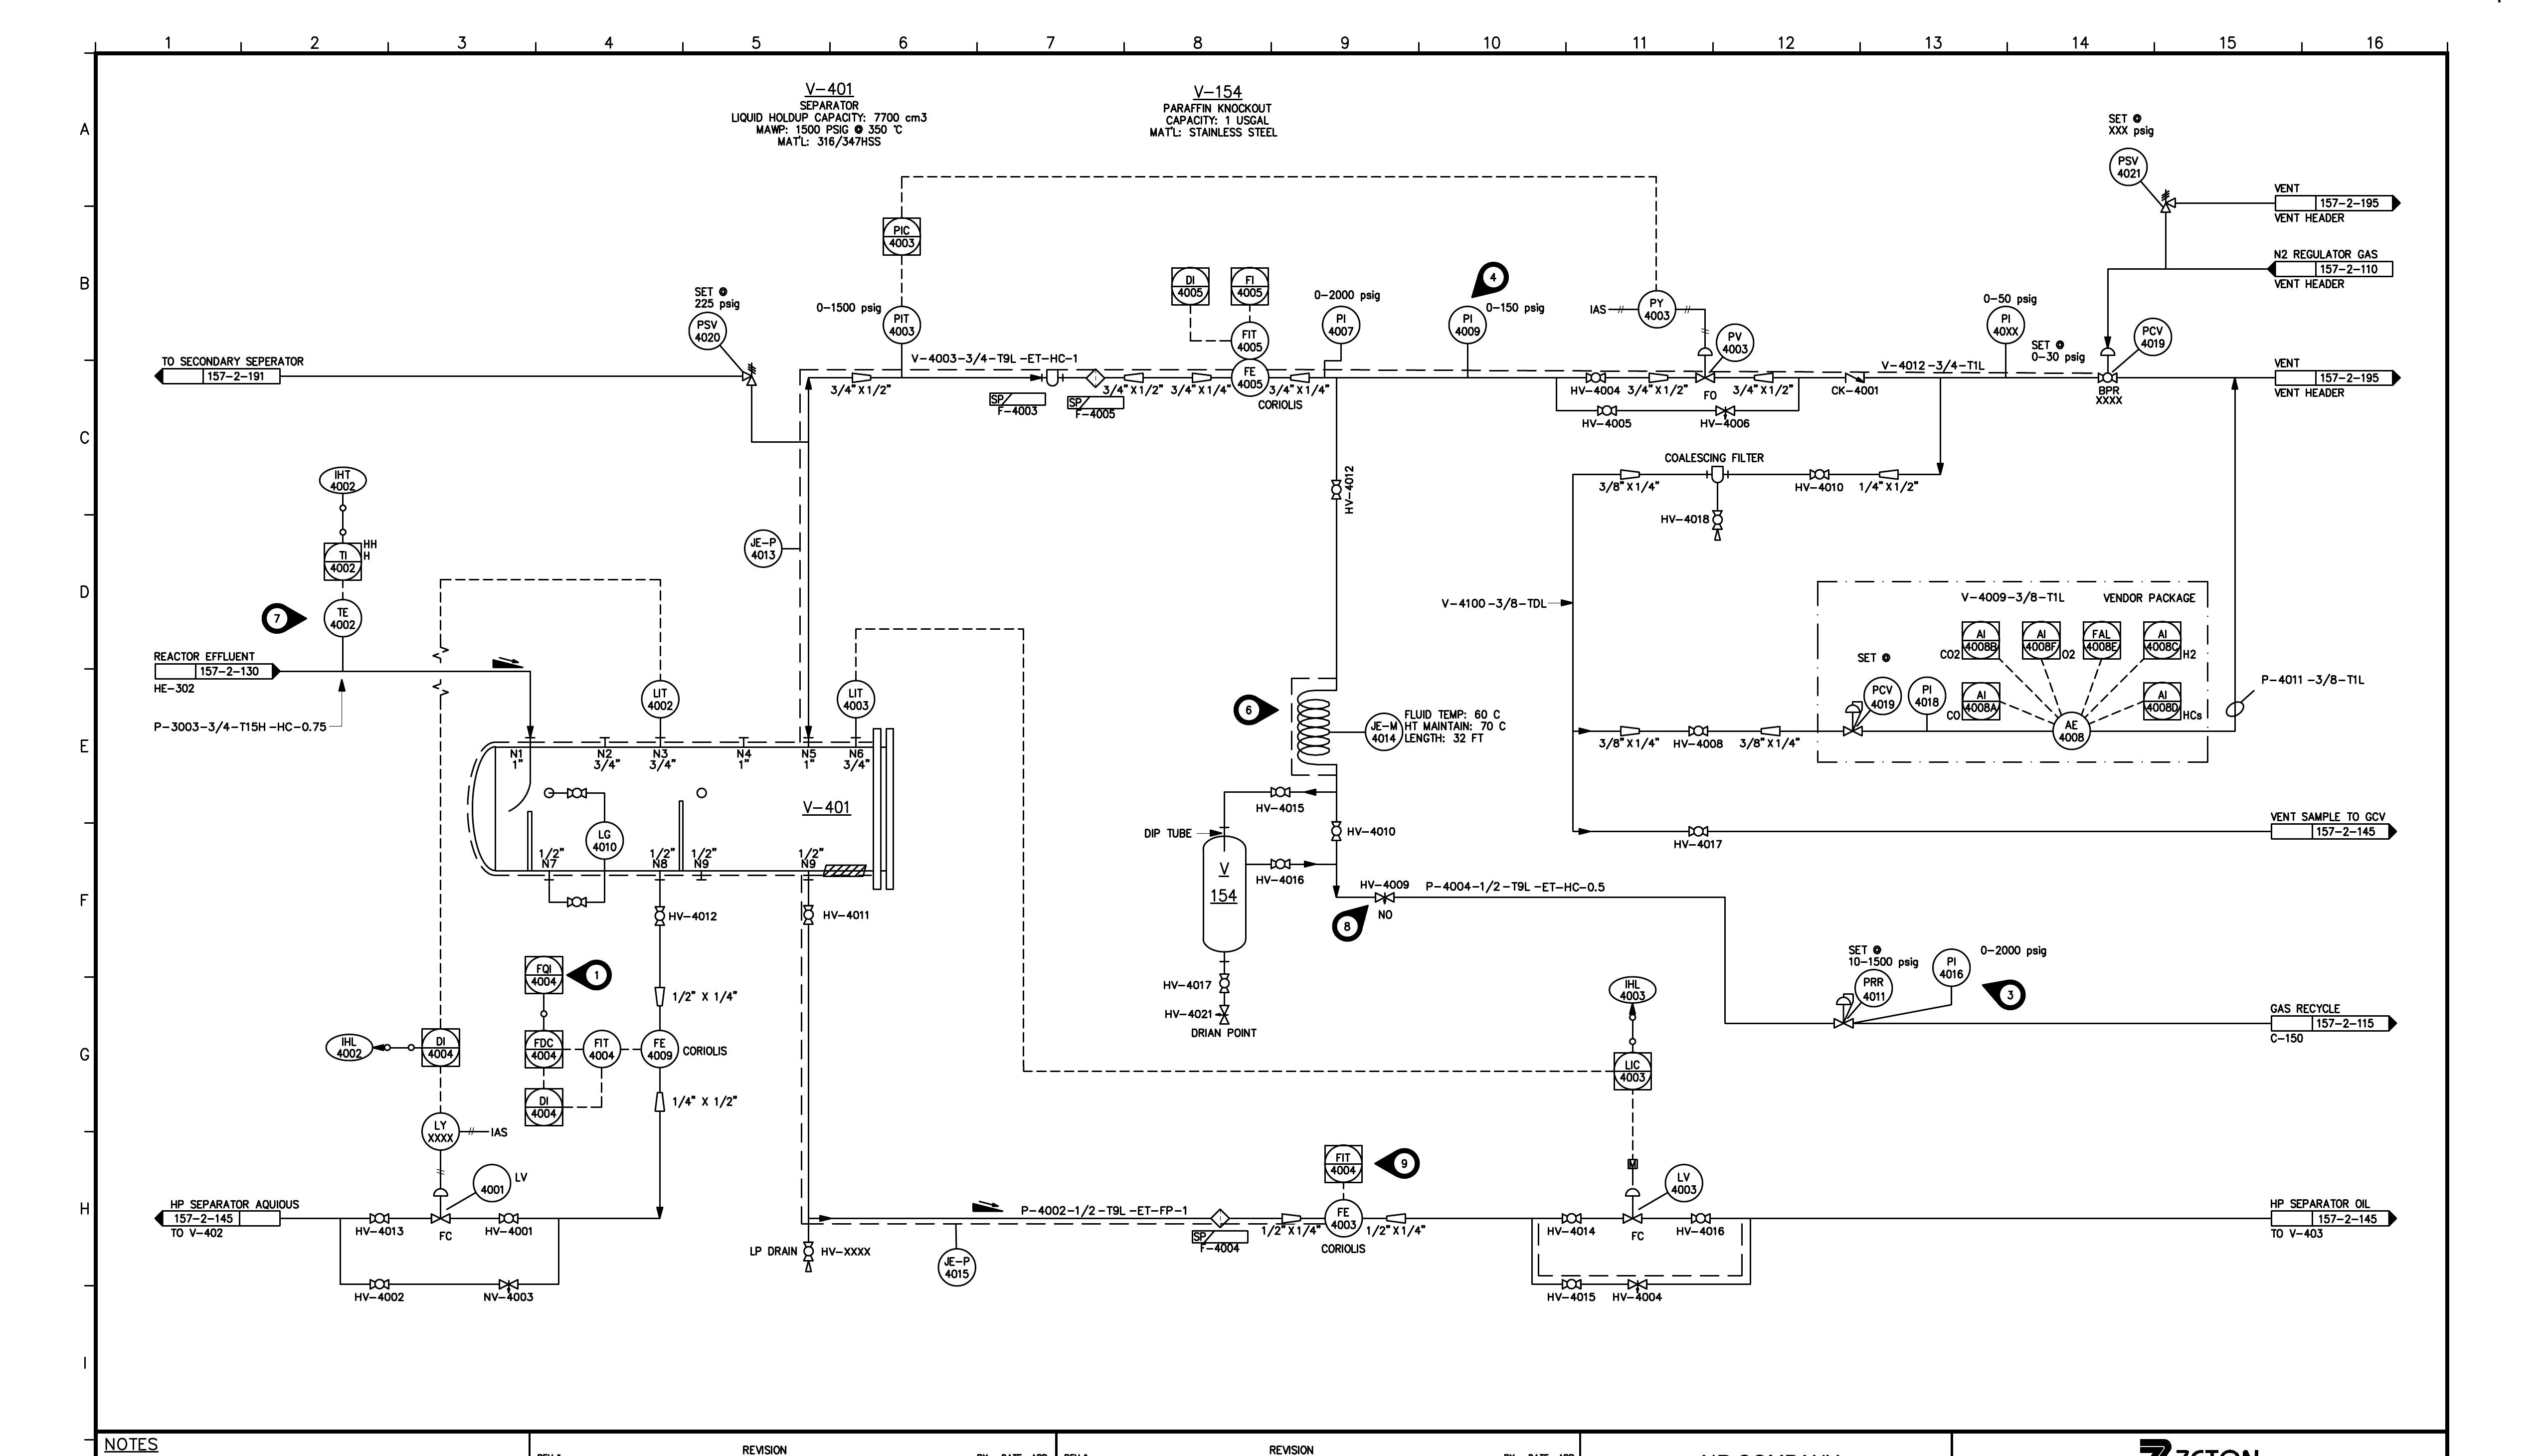 1 2 3 4 5 6 7 8 9 10 11 12 13 14 15 16
A
B
C
D
E
F
G
H
I
V-401
SEPARATOR
LIQUID HOLDUP CAPACITY: 7700 cm3
MAWP: 1500 PSIG @ 350 °C
MAT'L: 316/347HSS
V-154
PARAFFIN KNOCKOUT
CAPACITY: 1 USGAL
MAT'L: STAINLESS STEEL
SET @
XXX psig
PSV
4021
VENT
157-2-195
VENT HEADER
N2 REGULATOR GAS
157-2-110
VENT HEADER
PIC
4003
SET @
225 psig
PSV
4020
0-1500 psig
PIT
4003
DI
4005
FI
4005
FIT
4005
FE
4005
CORIOLIS
0-2000 psig
PI
4007
4
PI
4009
0-150 psig
IAS
PY
4003
PV
4003
FO
0-50 psig
PI
40XX
SET @
0-30 psig
PCV
4019
BPR
XXXX
TO SECONDARY SEPERATOR
157-2-191
V-4003-3/4-T9L-ET-HC-1
3/4"X1/2"
SP
F-4003
SP
F-4005
3/4"X1/2"
3/4"X1/4"
3/4"X1/4"
HV-4004
3/4"X1/2"
3/4"X1/2"
CK-4001
V-4012-3/4-T1L
VENT
157-2-195
VENT HEADER
HV-4005
HV-4006
HV-4012
COALESCING FILTER
3/8"X1/4"
HV-4010
1/4"X1/2"
HV-4018
IHT
4002
TI
4002
HH
H
7
TE
4002
JE-P
4013
REACTOR EFFLUENT
157-2-130
HE-302
P-3003-3/4-T15H-HC-0.75
LIT
4002
LIT
4003
N1
1"
N2
3/4"
N3
3/4"
N4
1"
N5
1"
N6
3/4"
V-401
LG
4010
1/2"
N7
1/2"
N8
1/2"
N9
1/2"
N9
HV-4012
HV-4011
6
JE-M
4014
FLUID TEMP: 60 C
HT MAINTAIN: 70 C
LENGTH: 32 FT
HV-4015
DIP TUBE
HV-4010
V
154
HV-4016
HV-4017
HV-4021
DRIAN POINT
HV-4009
NO
8
P-4004-1/2-T9L-ET-HC-0.5
V-4100-3/8-TDL
V-4009-3/8-T1L
VENDOR PACKAGE
CO2
AI
4008B
AI
4008F
O2
FAL
4008E
AI
4008C
H2
CO
AI
4008A
AI
4008D
HCs
AE
4008
SET @
PCV
4019
PI
4018
3/8"X1/4"
HV-4008
3/8"X1/4"
P-4011-3/8-T1L
HV-4017
VENT SAMPLE TO GCV
157-2-145
SET @
10-1500 psig
PRR
4011
PI
4016
0-2000 psig
3
GAS RECYCLE
157-2-115
C-150
FQI
4004
1
1/2" X 1/4"
IHL
4002
DI
4004
FDC
4004
FIT
4004
FE
4009
CORIOLIS
DI
4004
1/4" X 1/2"
LY
XXXX
IAS
4001
LV
HP SEPARATOR AQUIOUS
157-2-145
TO V-402
HV-4013
FC
HV-4001
HV-4002
NV-4003
LP DRAIN
HV-XXXX
JE-P
4015
P-4002-1/2-T9L-ET-FP-1
SP
F-4004
1/2"X1/4"
FIT
4004
9
FE
4003
CORIOLIS
1/2"X1/4"
IHL
4003
LIC
4003
M
LV
4003
HV-4014
FC
HV-4016
HV-4015
HV-4004
HP SEPARATOR OIL
157-2-145
TO V-403
NOTES
REVISION
REVISION